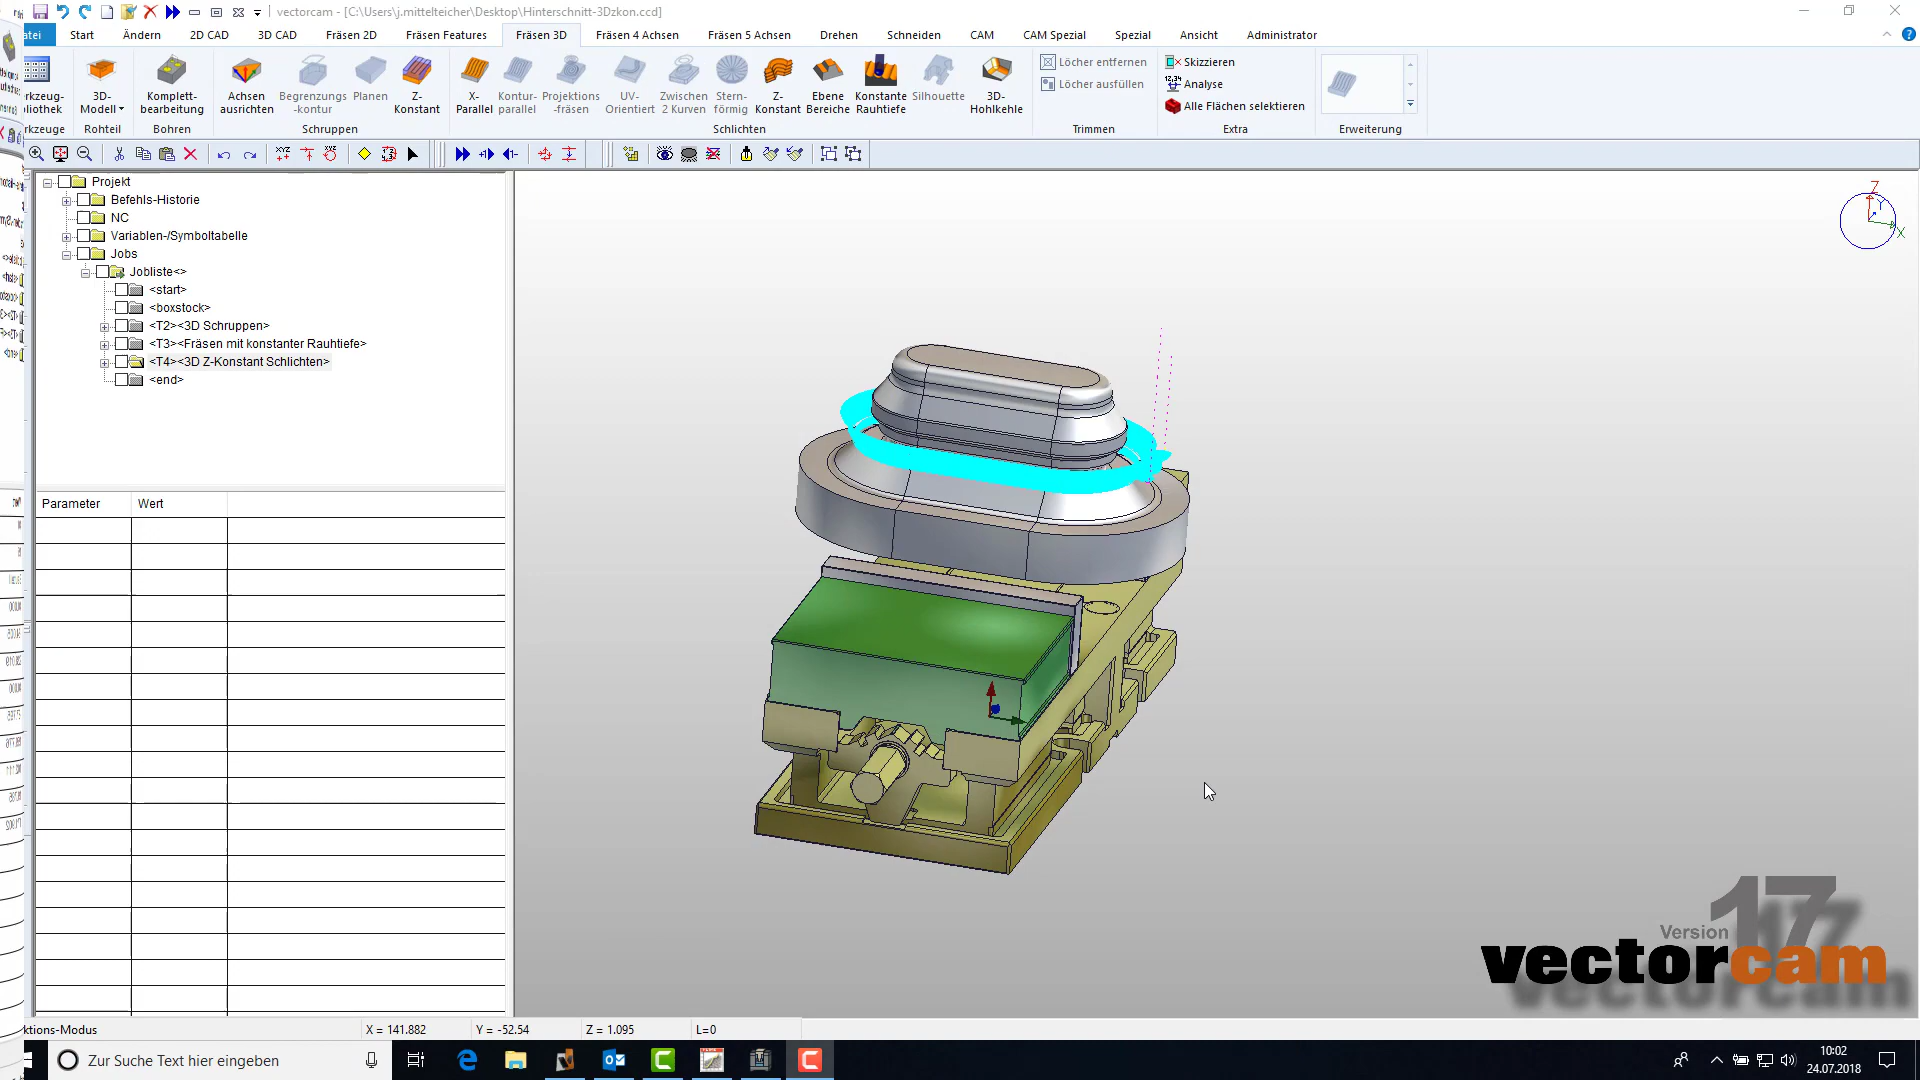 vectorcam - [C:\Users\j.mittelteicher\Desktop\Hinterschnitt-3Dzkon.ccd]
atei
Start
Ändern
2D CAD
3D CAD
Fräsen 2D
Fräsen Features
Fräsen 3D
Fräsen 4 Achsen
Fräsen 5 Achsen
Drehen
Schneiden
CAM
CAM Spezial
Spezial
Ansicht
Administrator
rkzeug-
liothek
rkzeuge
3D-
Modell
Rohteil
Komplett-
bearbeitung
Bohren
Achsen
ausrichten
Begrenzungs
-kontur
Planen
Z-
Konstant
Schruppen
X-
Parallel
Kontur-
parallel
Projektions
-fräsen
UV-
Orientiert
Zwischen
2 Kurven
Stern-
förmig
Z-
Konstant
Ebene
Bereiche
Konstante
Rauhtiefe
Silhouette
3D-
Hohlkehle
Schlichten
Löcher entfernen
Löcher ausfüllen
Trimmen
Skizzieren
Analyse
Alle Flächen selektieren
Extra
Erweiterung
Projekt
Befehls-Historie
NC
Variablen-/Symboltabelle
Jobs
Jobliste<>
<start>
<boxstock>
<T2><3D Schruppen>
<T3><Fräsen mit konstanter Rauhtiefe>
<T4><3D Z-Konstant Schlichten>
<end>
Parameter
Wert
Z
Y
X
Version 17
vectorcam
ktions-Modus
X = 141.882
Y = -52.54
Z = 1.095
L=0
Zur Suche Text hier eingeben
10:02
24.07.2018